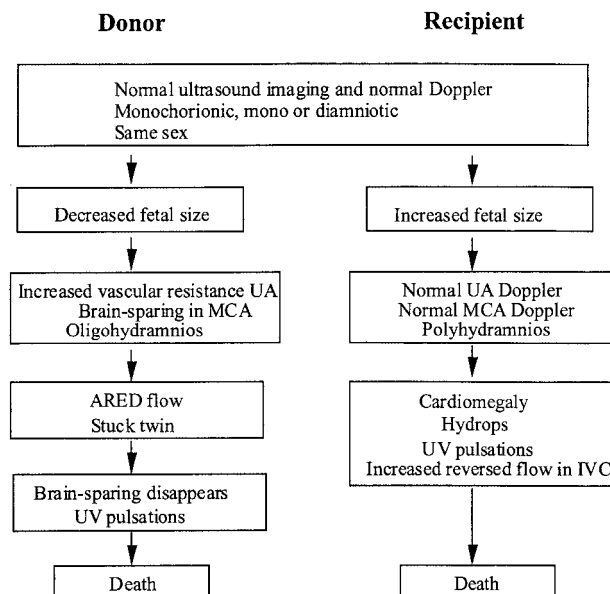 Donor
Recipient
Normal ultrasound imaging and normal Doppler
Monochorionic, mono or diamniotic
Same sex
Decreased fetal size
Increased vascular resistance UA
Brain-sparing in MCA
Oligohydramnios
ARED flow
Stuck twin
Brain-sparing disappears
UV pulsations
Death
Increased fetal size
Normal UA Doppler
Normal MCA Doppler
Polyhydramnios
Cardiomegaly
Hydrops
UV pulsations
Increased reversed flow in IVC
Death